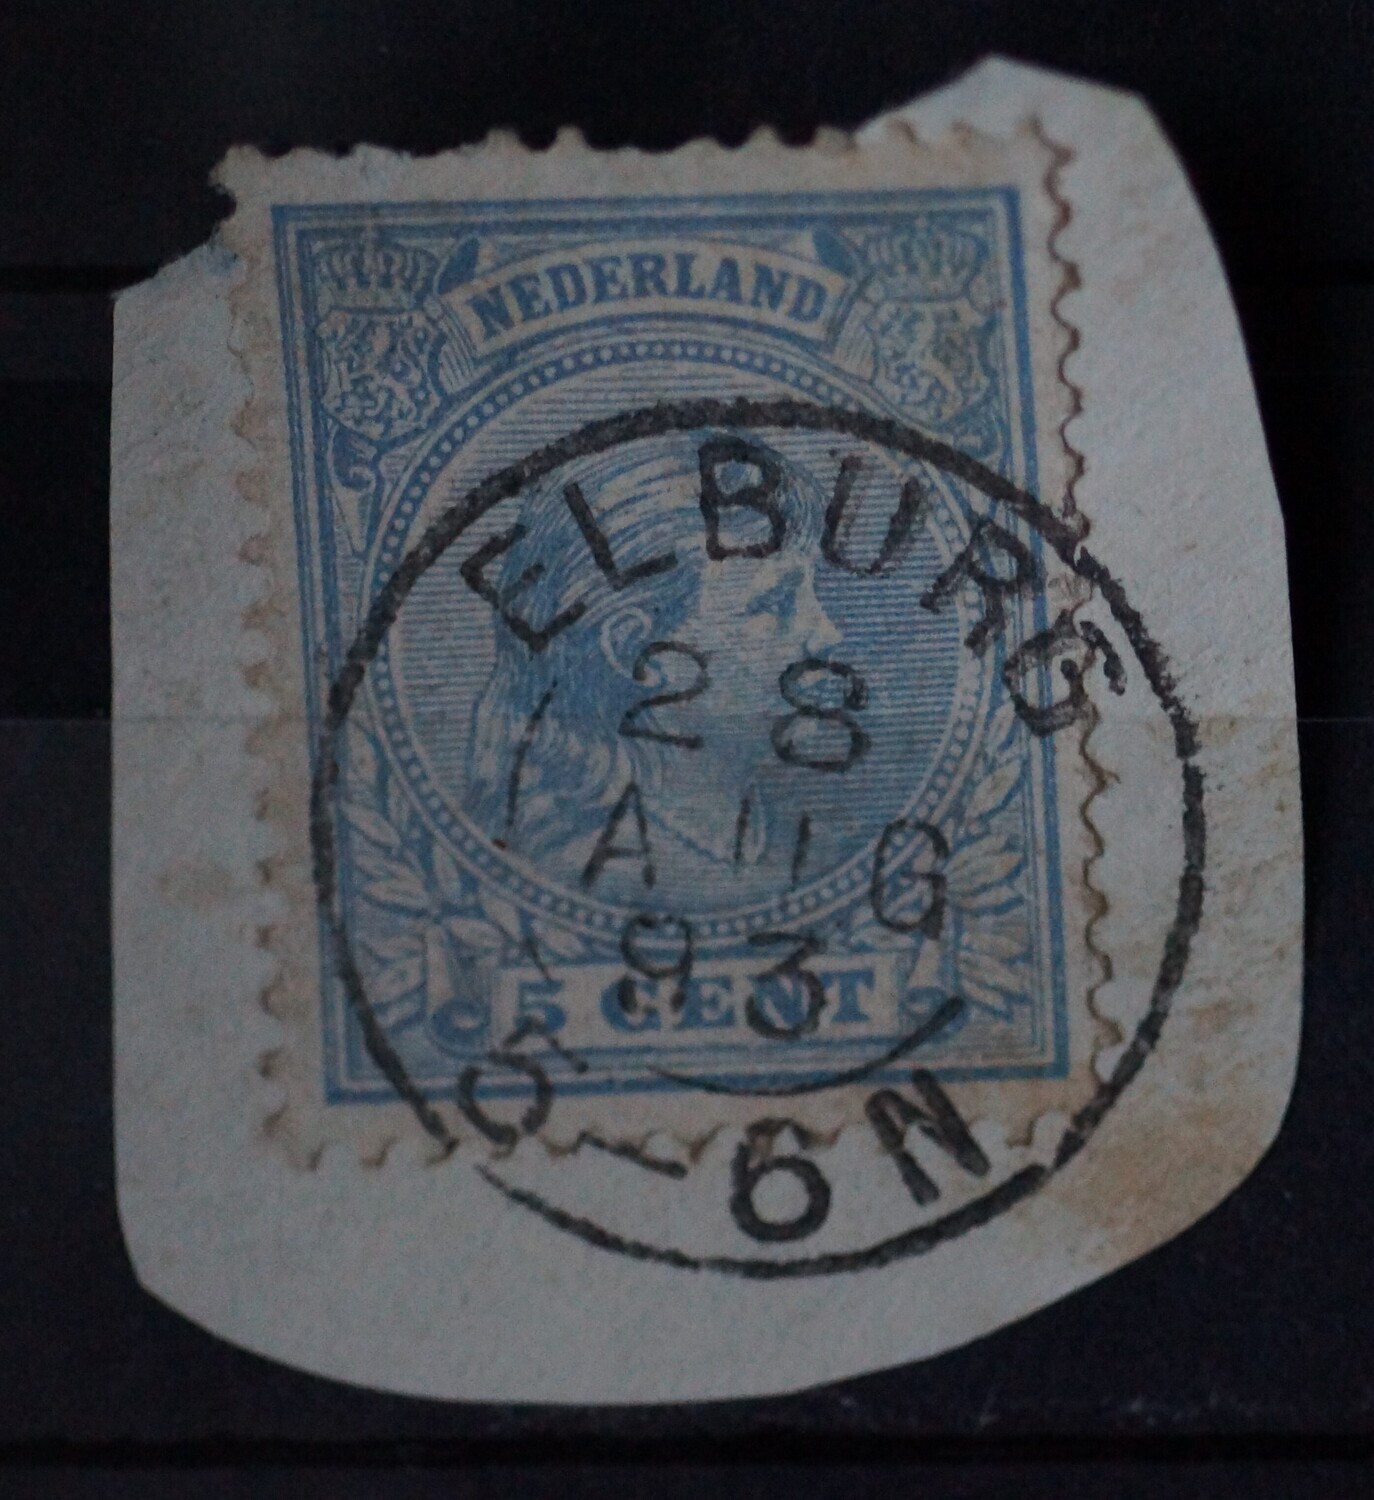 NEDERLAND
ELBURG
28
AUG
93
5 CENT
5-6N